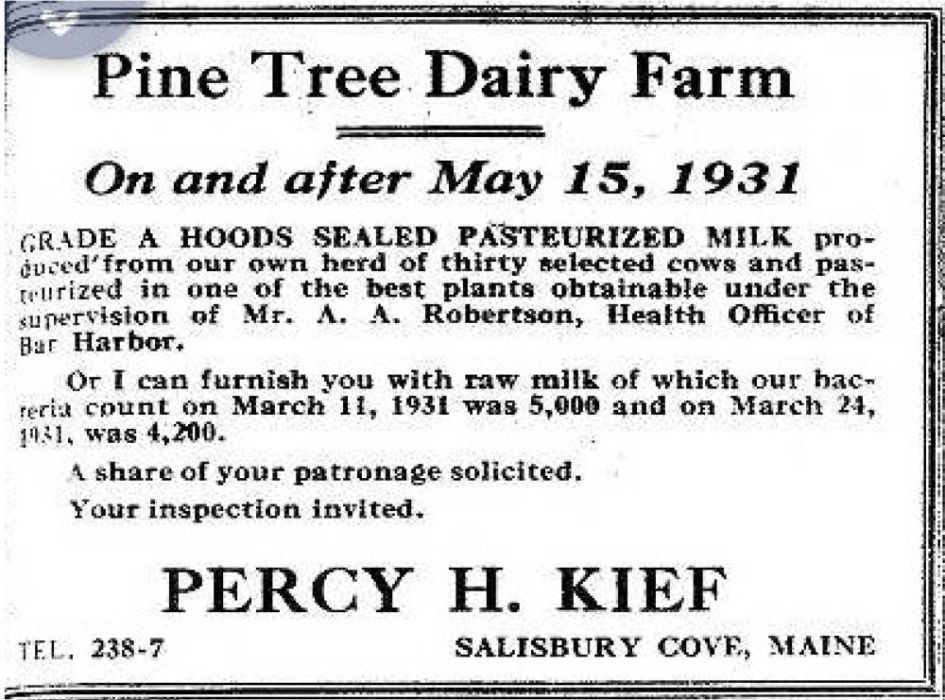 Pine Tree Dairy Farm
On and after May 15, 1931
GRADE A HOODS SEALED PASTEURIZED MILK pro-
duced from our own herd of thirty selected cows and pas-
teurized in one of the best plants obtainable under the
supervision of Mr. A. A. Robertson, Health Officer of
Bar Harbor.
Or I can furnish you with raw milk of which our bac-
teria count on March 11, 1931 was 5,000 and on March 24,
1931, was 4,200.
A share of your patronage solicited.
Your inspection invited.
PERCY H. KIEF
TEL. 238-7 SALISBURY COVE, MAINE